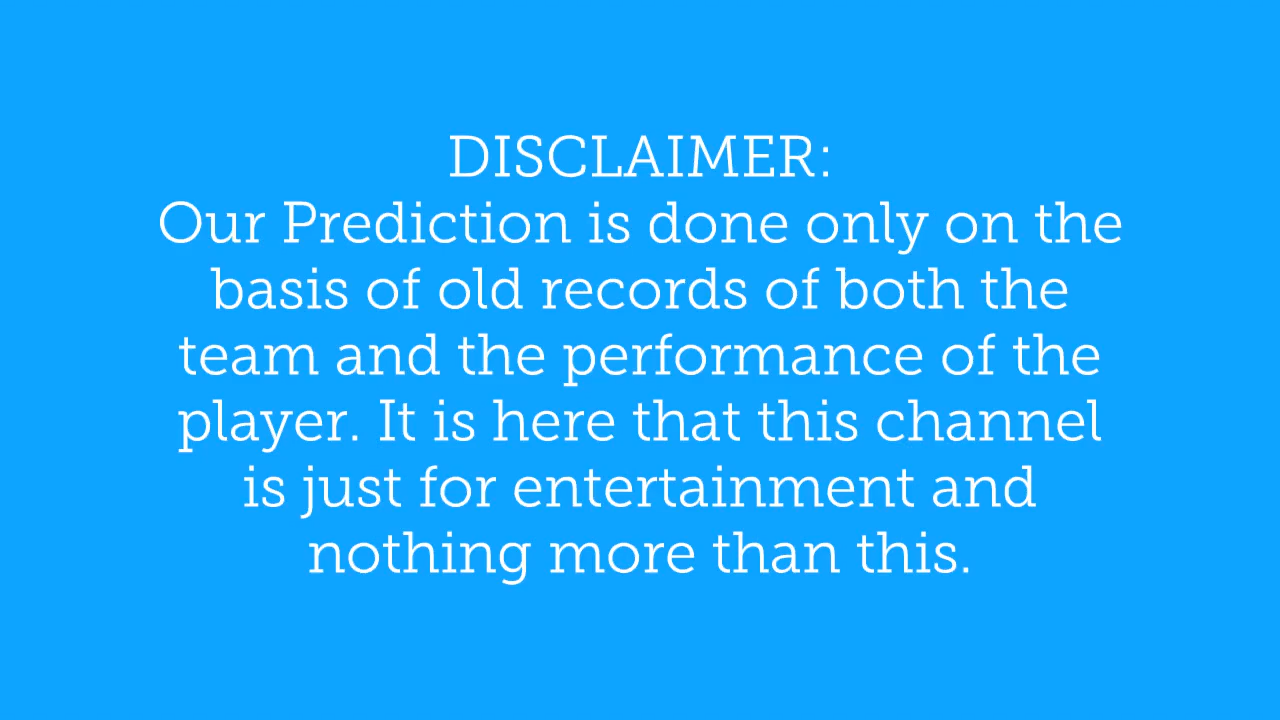 DISCLAIMER:
Our Prediction is done only on the
basis of old records of both the
team and the performance of the
player. It is here that this channel
is just for entertainment and
nothing more than this.